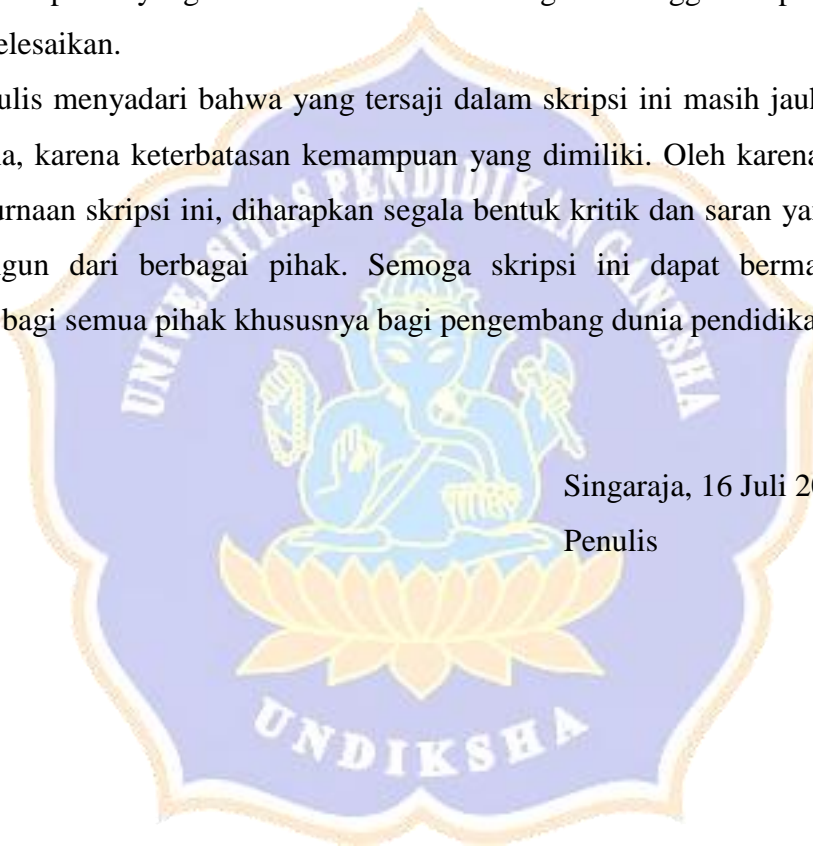 elesaikan.
ulis menyadari bahwa yang tersaji dalam skripsi ini masih jauh
a, karena keterbatasan kemampuan yang dimiliki. Oleh karena
urnaan skripsi ini, diharapkan segala bentuk kritik dan saran yan
gun dari berbagai pihak. Semoga skripsi ini dapat berma
bagi semua pihak khususnya bagi pengembang dunia pendidika
UNIVERSITAS PENDIDIKAN GANESHA
Singaraja, 16 Juli 20
Penulis
UNDIKSHA